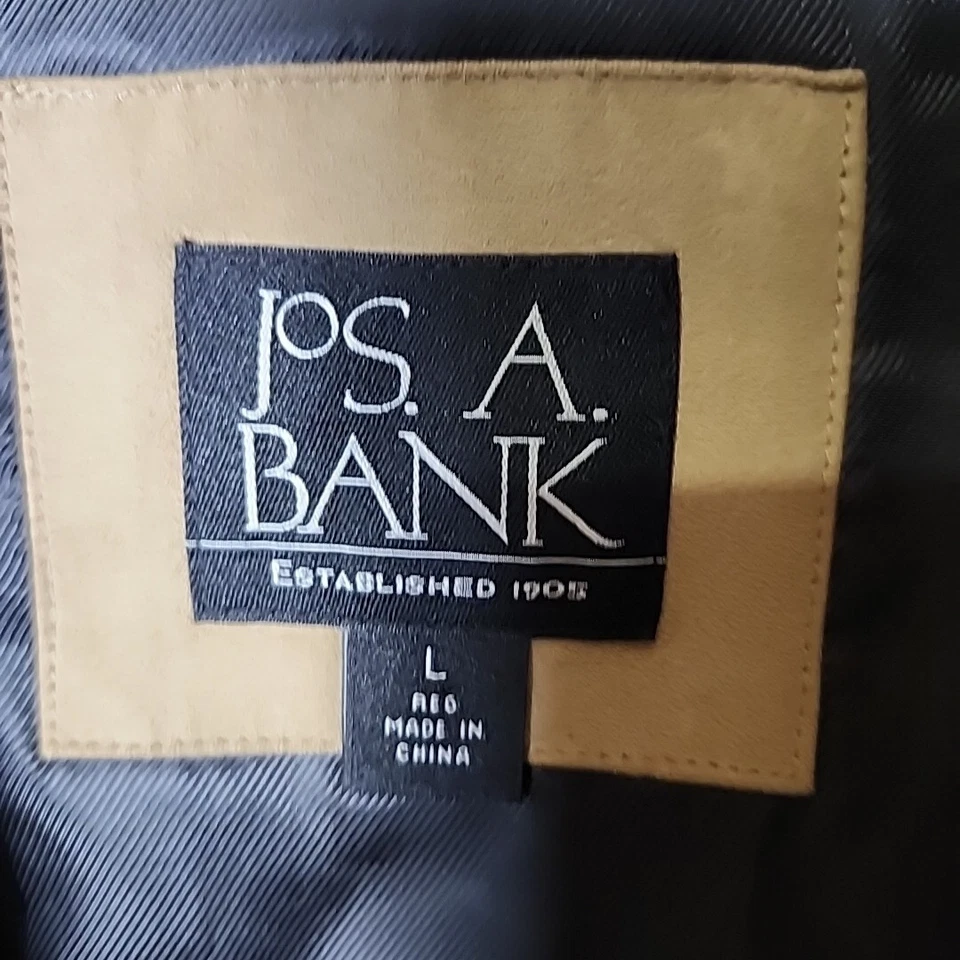 JOS. A.
BANK
ESTABLISHED 1905
L
REG
MADE IN
CHINA